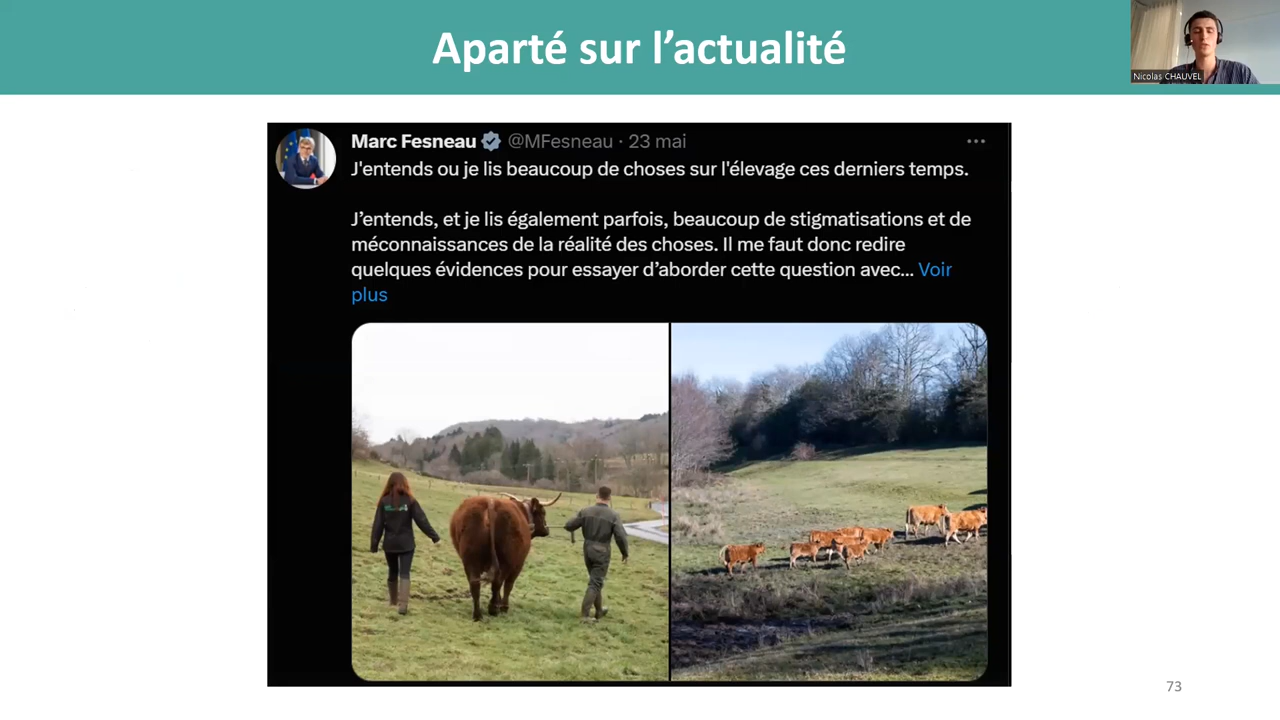 Aparté sur l’actualité
Nicolas CHAUVEL
Marc Fesneau @MFesneau · 23 mai
J'entends ou je lis beaucoup de choses sur l'élevage ces derniers temps.
J’entends, et je lis également parfois, beaucoup de stigmatisations et de
méconnaissances de la réalité des choses. Il me faut donc redire
quelques évidences pour essayer d’aborder cette question avec... Voir
plus
73